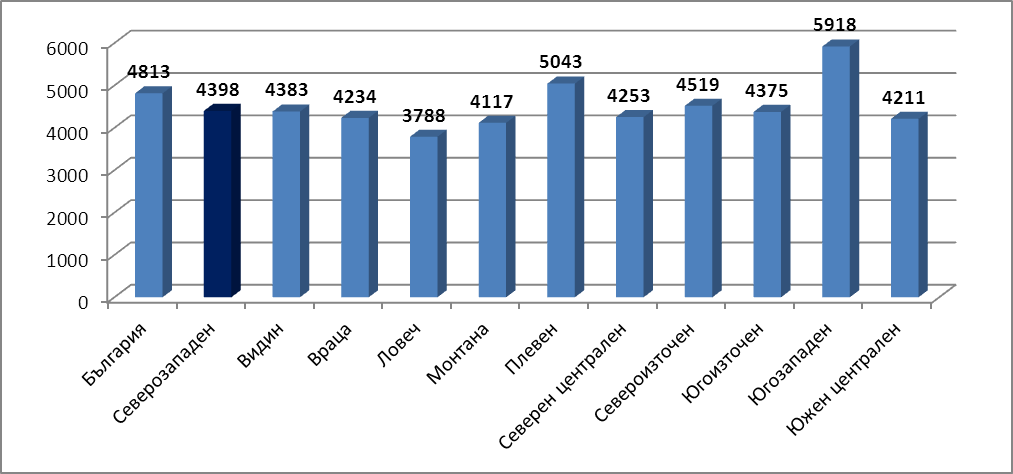 6000
5000
4000
3000
2000
1000
0
4813
4398
4383
4234
3788
4117
5043
4253
4519
4375
5918
4211
България
Северозападен
Видин
Враца
Ловеч
Монтана
Плевен
Северен централен
Североизточен
Югоизточен
Югозападен
Южен централен